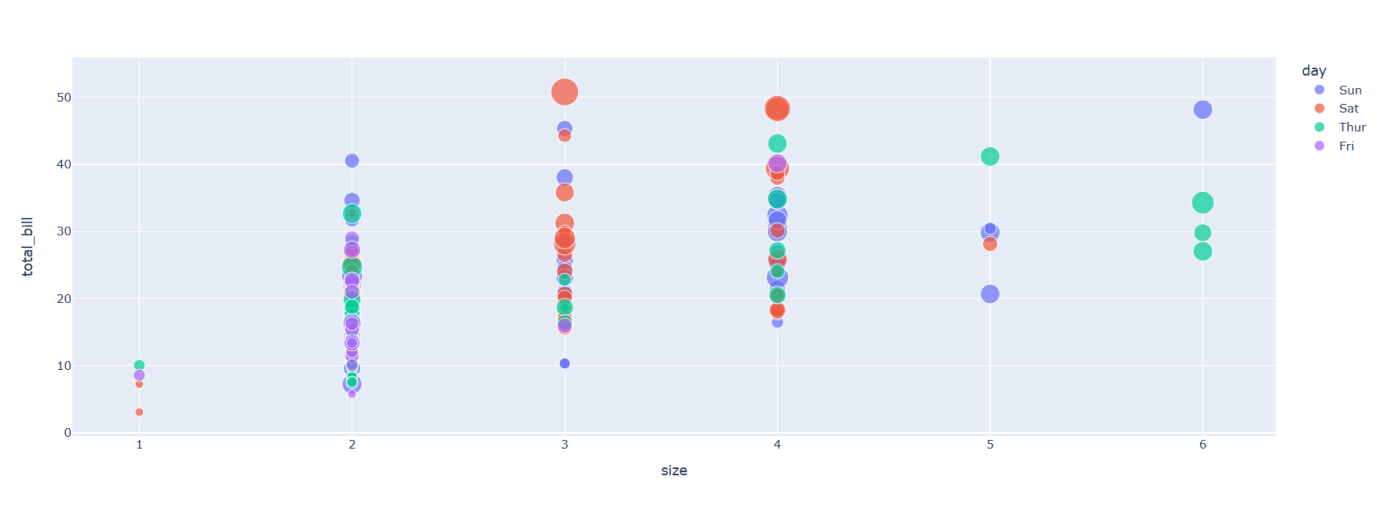 day
Sun
Sat
Thur
Fri
total_bill
50
40
30
20
10
0
1 2 3 4 5 6
size